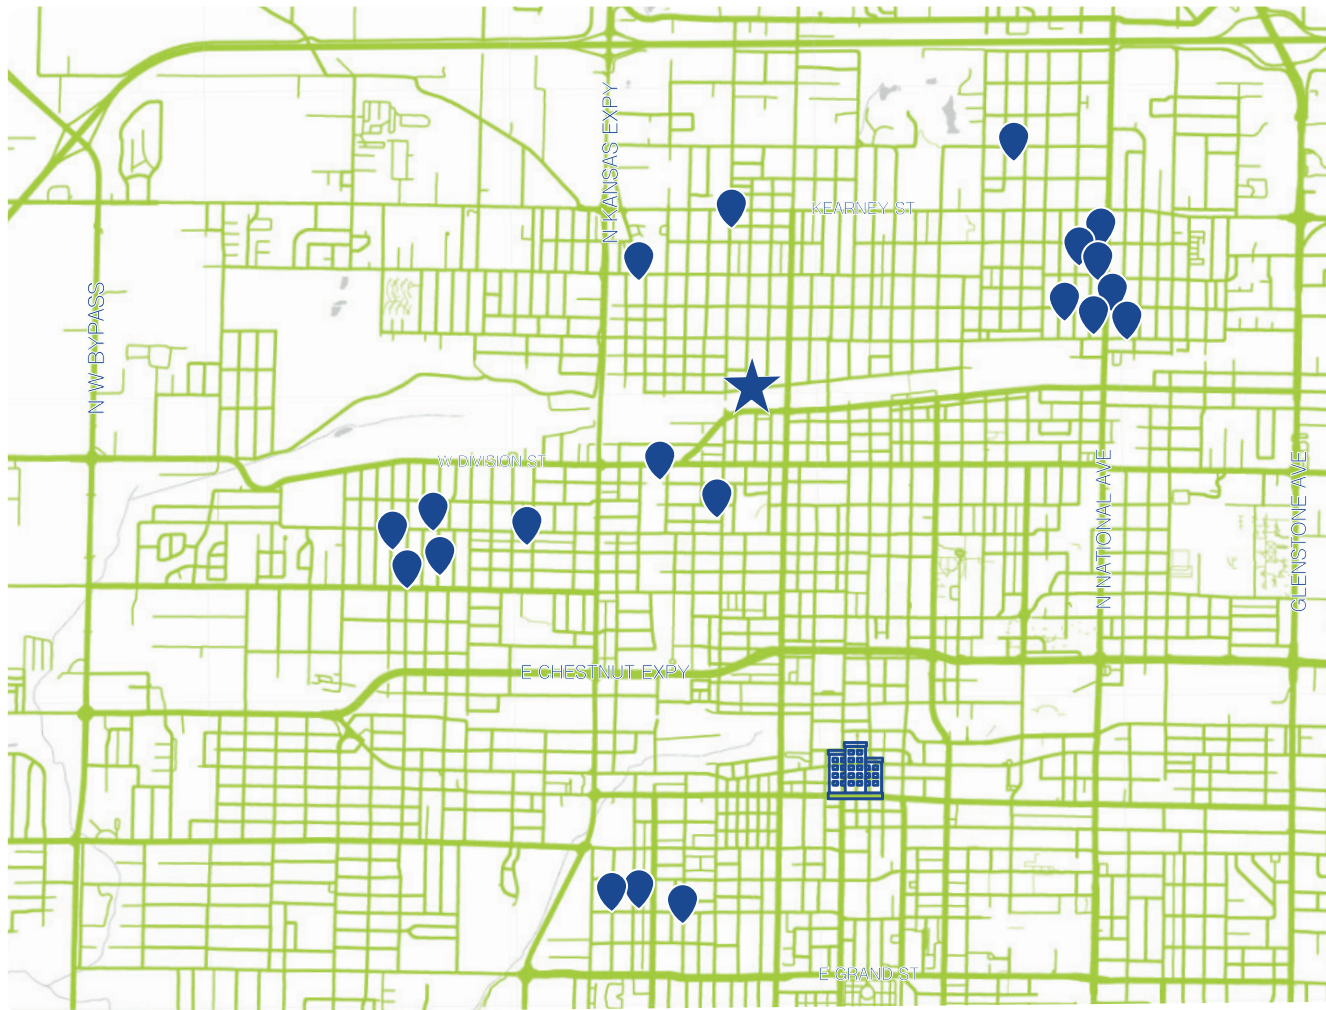 N KANSAS EXPY
KEARNEY ST
N W BYPASS
W DIVISION ST
N NATIONAL AVE
GLENSTONE AVE
E CHESTNUT EXPY
E GRAND ST